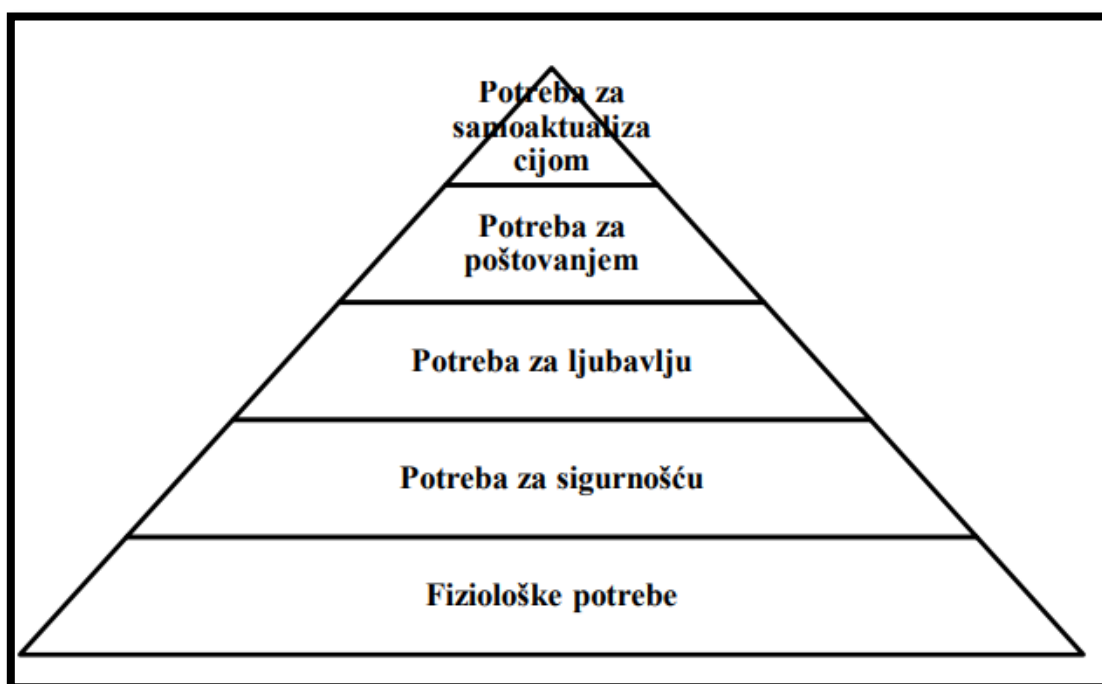 Potreba za
samoaktualiza
cijom
Potreba za
poštovanjem
Potreba za ljubavlju
Potreba za sigurnošću
Fiziološke potrebe